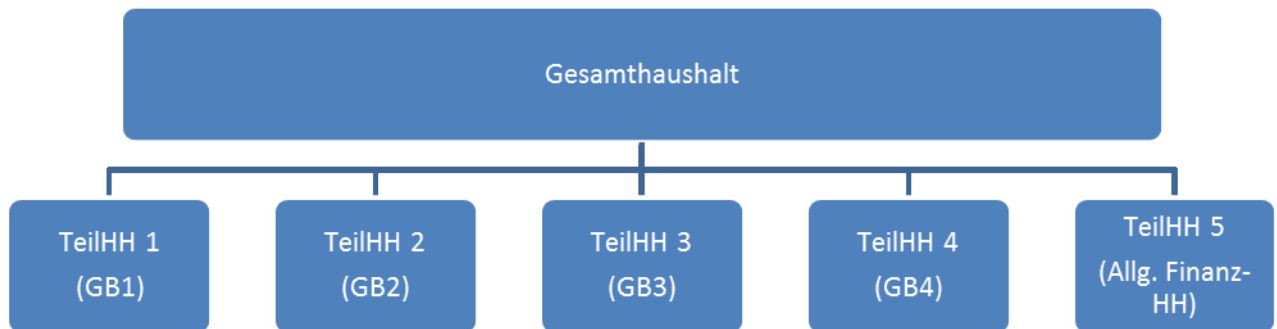 Gesamthaushalt
TeilHH 1
(GB1)
TeilHH 2
(GB2)
TeilHH 3
(GB3)
TeilHH 4
(GB4)
TeilHH 5
(Allg. Finanz-
HH)